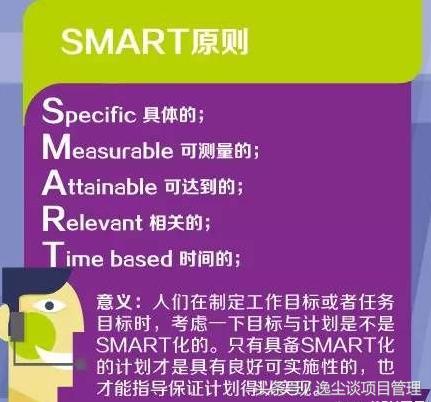 SMART原则
Specific 具体的；
Measurable 可测量的；
Attainable 可达到的；
Relevant 相关的；
Time based 时间的；
意义：人们在制定工作目标或者任务
目标时，考虑一下目标与计划是不是
SMART化的。只有具备SMART化
的计划才是具有良好可实施性的，也
才能指导保证计划得以实现。
逸尘谈项目管理